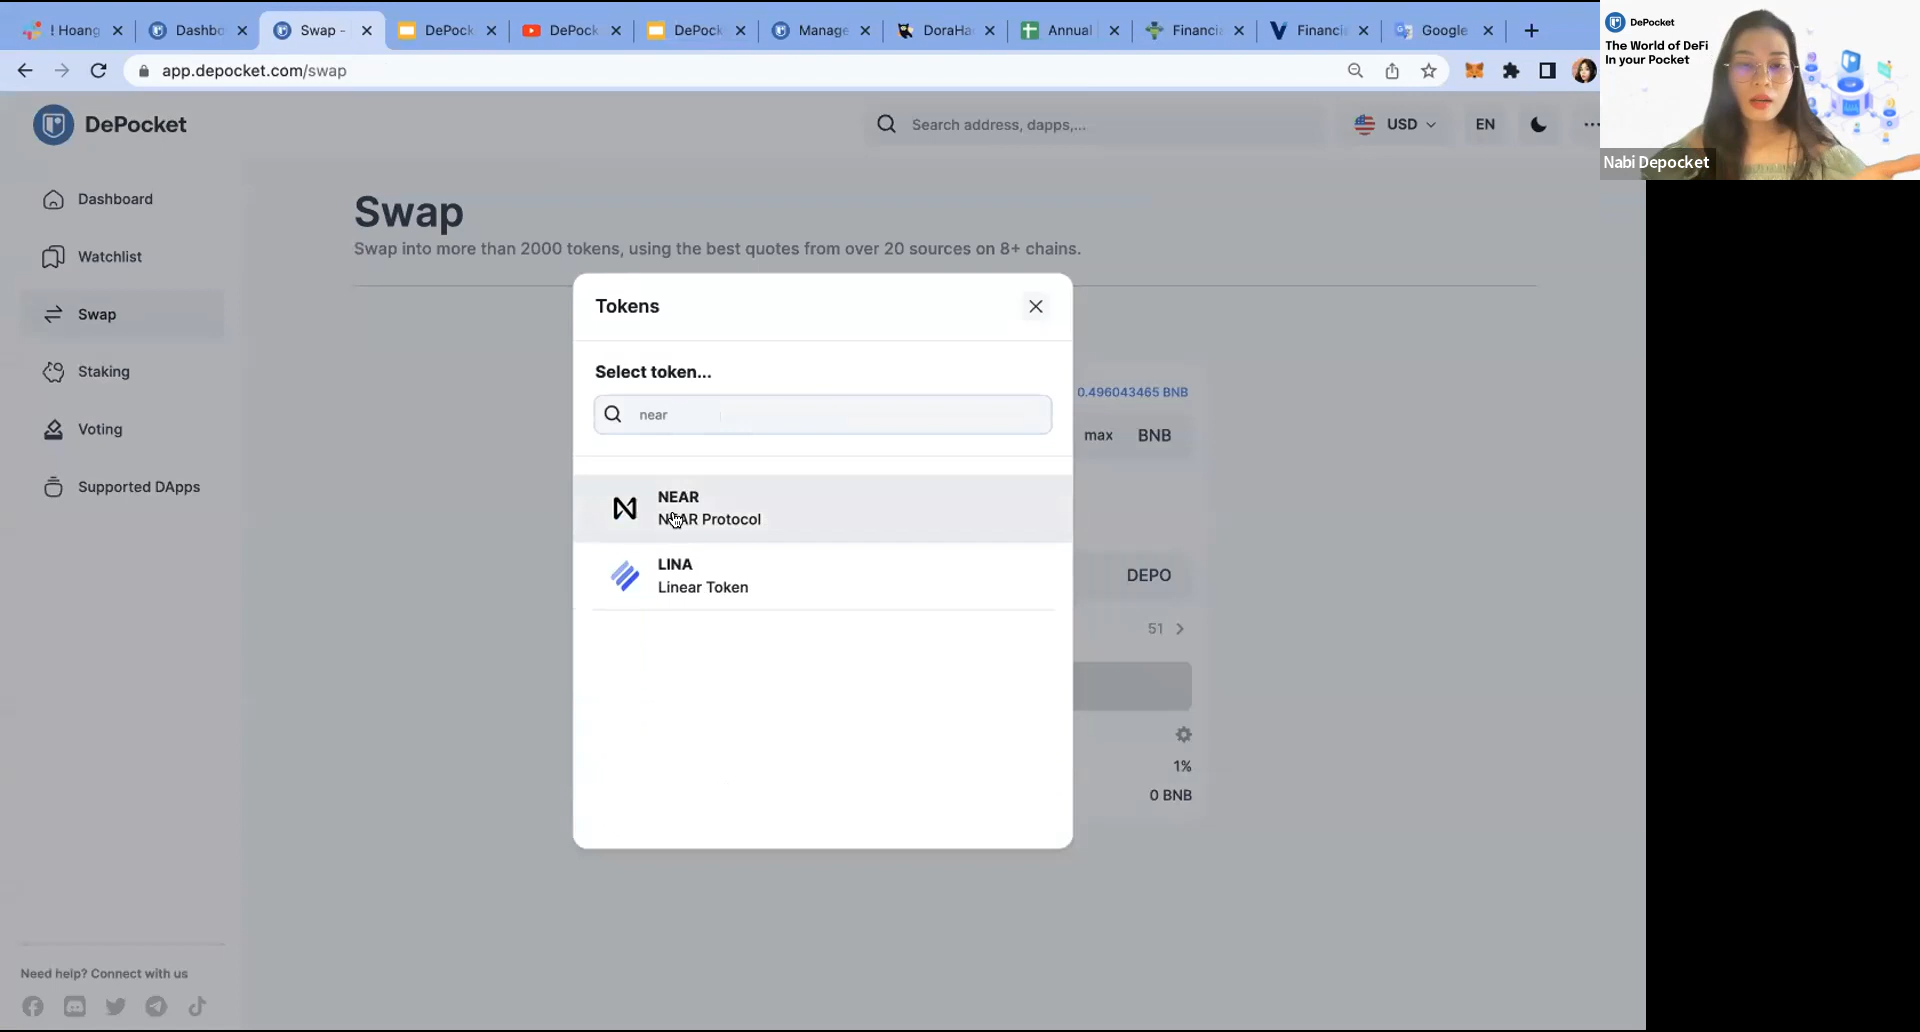 ! Hoang
Dashbo
Swap -
DePock
DePock
DePock
Manage
DoraHa
Annual
Financia
Financia
Google
app.depocket.com/swap
DePocket
The World of DeFi
In your Pocket
Nabi Depocket
DePocket
Search address, dapps,...
USD
EN
Dashboard
Watchlist
Swap
Staking
Voting
Supported DApps
Need help? Connect with us
Swap
Swap into more than 2000 tokens, using the best quotes from over 20 sources on 8+ chains.
Tokens
Select token...
near
NEAR
NEAR Protocol
LINA
Linear Token
0.496043465 BNB
max BNB
DEPO
51
1%
0 BNB